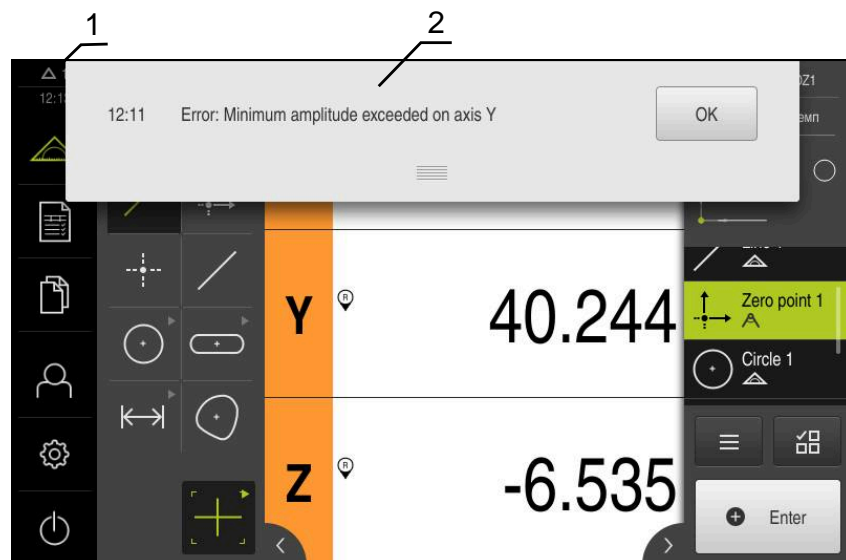 1
2
12:11 Error: Minimum amplitude exceeded on axis Y
OK
Y
R
40.244
Zero point 1
Circle 1
Z
R
-6.535
Enter